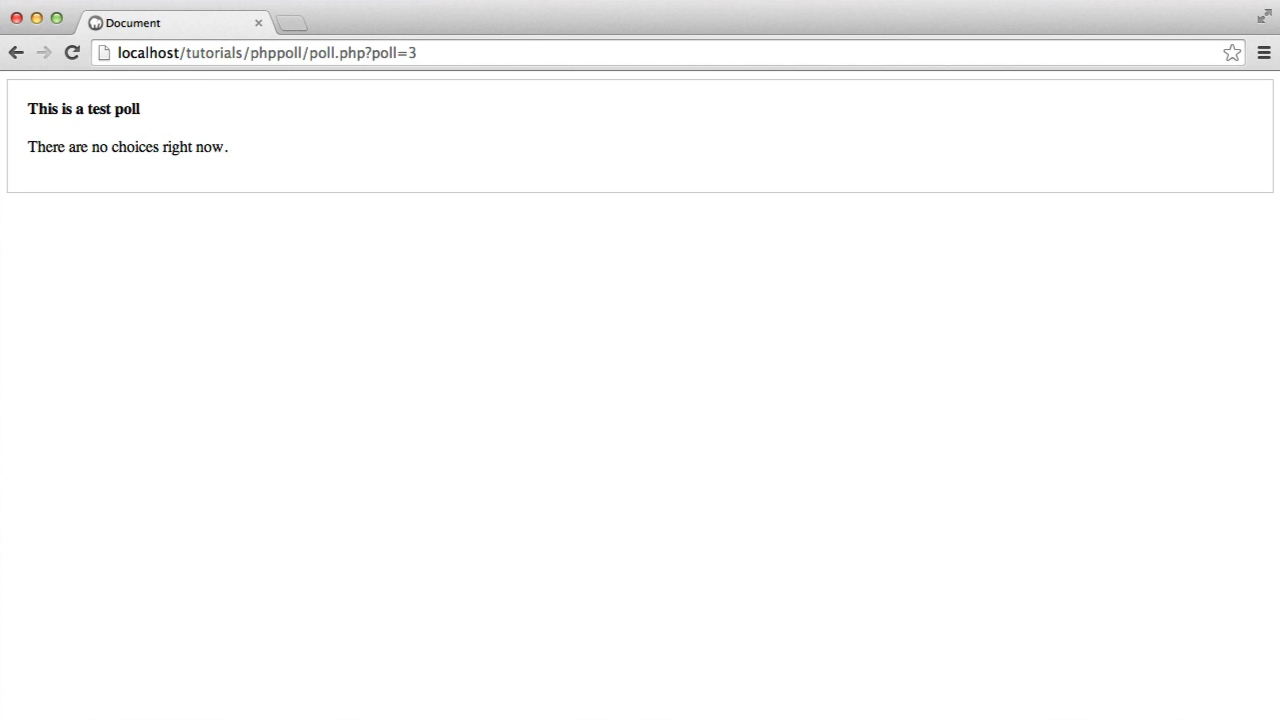 Document
localhost/tutorials/phppoll/poll.php?poll=3
This is a test poll
There are no choices right now.